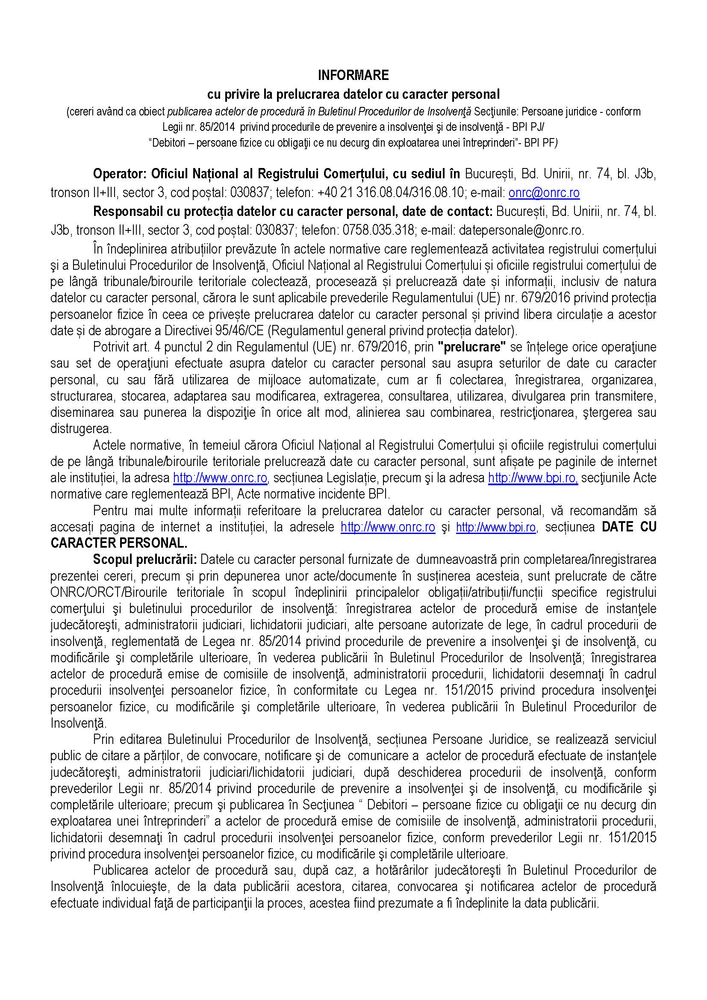 INFORMARE
cu privire la prelucrarea datelor cu caracter personal
(cereri având ca obiect publicarea actelor de procedură în Buletinul Procedurilor de Insolvenţă Secţiunile: Persoane juridice - conform
Legii nr. 85/2014 privind procedurile de prevenire a insolvenţei şi de insolvenţă - BPI PJ/
“Debitori – persoane fizice cu obligaţii ce nu decurg din exploatarea unei întreprinderi”- BPI PF)
Operator: Oficiul Național al Registrului Comerțului, cu sediul în București, Bd. Unirii, nr. 74, bl. J3b,
tronson II+III, sector 3, cod poștal: 030837; telefon: +40 21 316.08.04/316.08.10; e-mail: onrc@onrc.ro
Responsabil cu protecția datelor cu caracter personal, date de contact: București, Bd. Unirii, nr. 74, bl.
J3b, tronson II+III, sector 3, cod poștal: 030837; telefon: 0758.035.318; e-mail: datepersonale@onrc.ro.
În îndeplinirea atribuțiilor prevăzute în actele normative care reglementează activitatea registrului comerțului
şi a Buletinului Procedurilor de Insolvenţă, Oficiul Național al Registrului Comerțului și oficiile registrului comerțului de
pe lângă tribunale/birourile teritoriale colectează, procesează și prelucrează date și informații, inclusiv de natura
datelor cu caracter personal, cărora le sunt aplicabile prevederile Regulamentului (UE) nr. 679/2016 privind protecția
persoanelor fizice în ceea ce privește prelucrarea datelor cu caracter personal și privind libera circulație a acestor
date și de abrogare a Directivei 95/46/CE (Regulamentul general privind protecția datelor).
Potrivit art. 4 punctul 2 din Regulamentul (UE) nr. 679/2016, prin "prelucrare" se înțelege orice operaţiune
sau set de operaţiuni efectuate asupra datelor cu caracter personal sau asupra seturilor de date cu caracter
personal, cu sau fără utilizarea de mijloace automatizate, cum ar fi colectarea, înregistrarea, organizarea,
structurarea, stocarea, adaptarea sau modificarea, extragerea, consultarea, utilizarea, divulgarea prin transmitere,
diseminarea sau punerea la dispoziţie în orice alt mod, alinierea sau combinarea, restricţionarea, ştergerea sau
distrugerea.
Actele normative, în temeiul cărora Oficiul Național al Registrului Comerțului și oficiile registrului comerțului
de pe lângă tribunale/birourile teritoriale prelucrează date cu caracter personal, sunt afișate pe paginile de internet
ale instituției, la adresa http://www.onrc.ro, secțiunea Legislație, precum şi la adresa http://www.bpi.ro, secţiunile Acte
normative care reglementează BPI, Acte normative incidente BPI.
Pentru mai multe informații referitoare la prelucrarea datelor cu caracter personal, vă recomandăm să
accesați pagina de internet a instituției, la adresele http://www.onrc.ro şi http://www.bpi.ro, secțiunea DATE CU
CARACTER PERSONAL.
Scopul prelucrării: Datele cu caracter personal furnizate de dumneavoastră prin completarea/înregistrarea
prezentei cereri, precum și prin depunerea unor acte/documente în susținerea acesteia, sunt prelucrate de către
ONRC/ORCT/Birourile teritoriale în scopul îndeplinirii principalelor obligații/atribuții/funcții specifice registrului
comerţului şi buletinului procedurilor de insolvenţă: înregistrarea actelor de procedură emise de instanţele
judecătoreşti, administratorii judiciari, lichidatorii judiciari, alte persoane autorizate de lege, în cadrul procedurii de
insolvenţă, reglementată de Legea nr. 85/2014 privind procedurile de prevenire a insolvenţei şi de insolvenţă, cu
modificările şi completările ulterioare, în vederea publicării în Buletinul Procedurilor de Insolvenţă; înregistrarea
actelor de procedură emise de comisiile de insolvenţă, administratorii procedurii, lichidatorii desemnaţi în cadrul
procedurii insolvenţei persoanelor fizice, în conformitate cu Legea nr. 151/2015 privind procedura insolvenţei
persoanelor fizice, cu modificările şi completările ulterioare, în vederea publicării în Buletinul Procedurilor de
Insolvenţă.
Prin editarea Buletinului Procedurilor de Insolvenţă, secțiunea Persoane Juridice, se realizează serviciul
public de citare a părților, de convocare, notificare şi de comunicare a actelor de procedură efectuate de instanţele
judecătoreşti, administratorii judiciari/lichidatorii judiciari, după deschiderea procedurii de insolvenţă, conform
prevederilor Legii nr. 85/2014 privind procedurile de prevenire a insolvenţei şi de insolvenţă, cu modificările şi
completările ulterioare; precum şi publicarea în Secţiunea “ Debitori – persoane fizice cu obligaţii ce nu decurg din
exploatarea unei întreprinderi” a actelor de procedură emise de comisiile de insolvenţă, administratorii procedurii,
lichidatorii desemnaţi în cadrul procedurii insolvenţei persoanelor fizice, conform prevederilor Legii nr. 151/2015
privind procedura insolvenţei persoanelor fizice, cu modificările şi completările ulterioare.
Publicarea actelor de procedură sau, după caz, a hotărârilor judecătoreşti în Buletinul Procedurilor de
Insolvenţă înlocuieşte, de la data publicării acestora, citarea, convocarea şi notificarea actelor de procedură
efectuate individual faţă de participanţii la proces, acestea fiind prezumate a fi îndeplinite la data publicării.